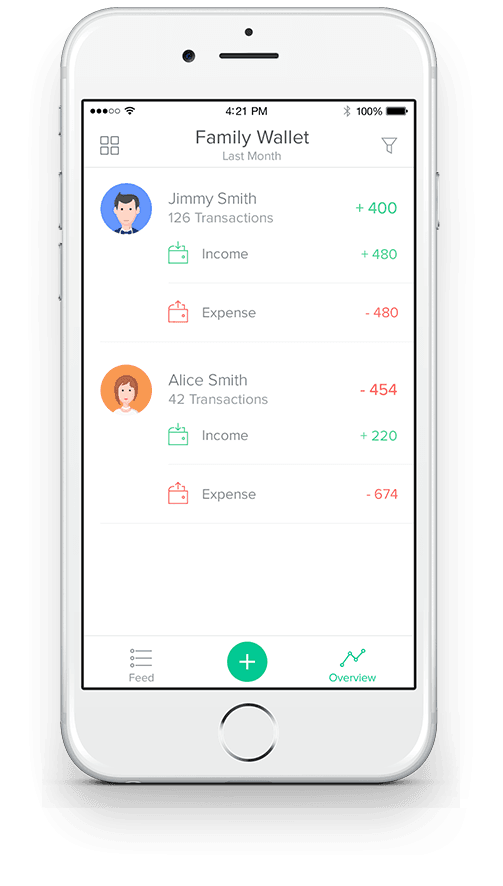 4:21 PM 100%
Family Wallet
Last Month
Jimmy Smith
126 Transactions
+ 400
Income + 480
Expense - 480
Alice Smith
42 Transactions
- 454
Income + 220
Expense - 674
Feed + Overview